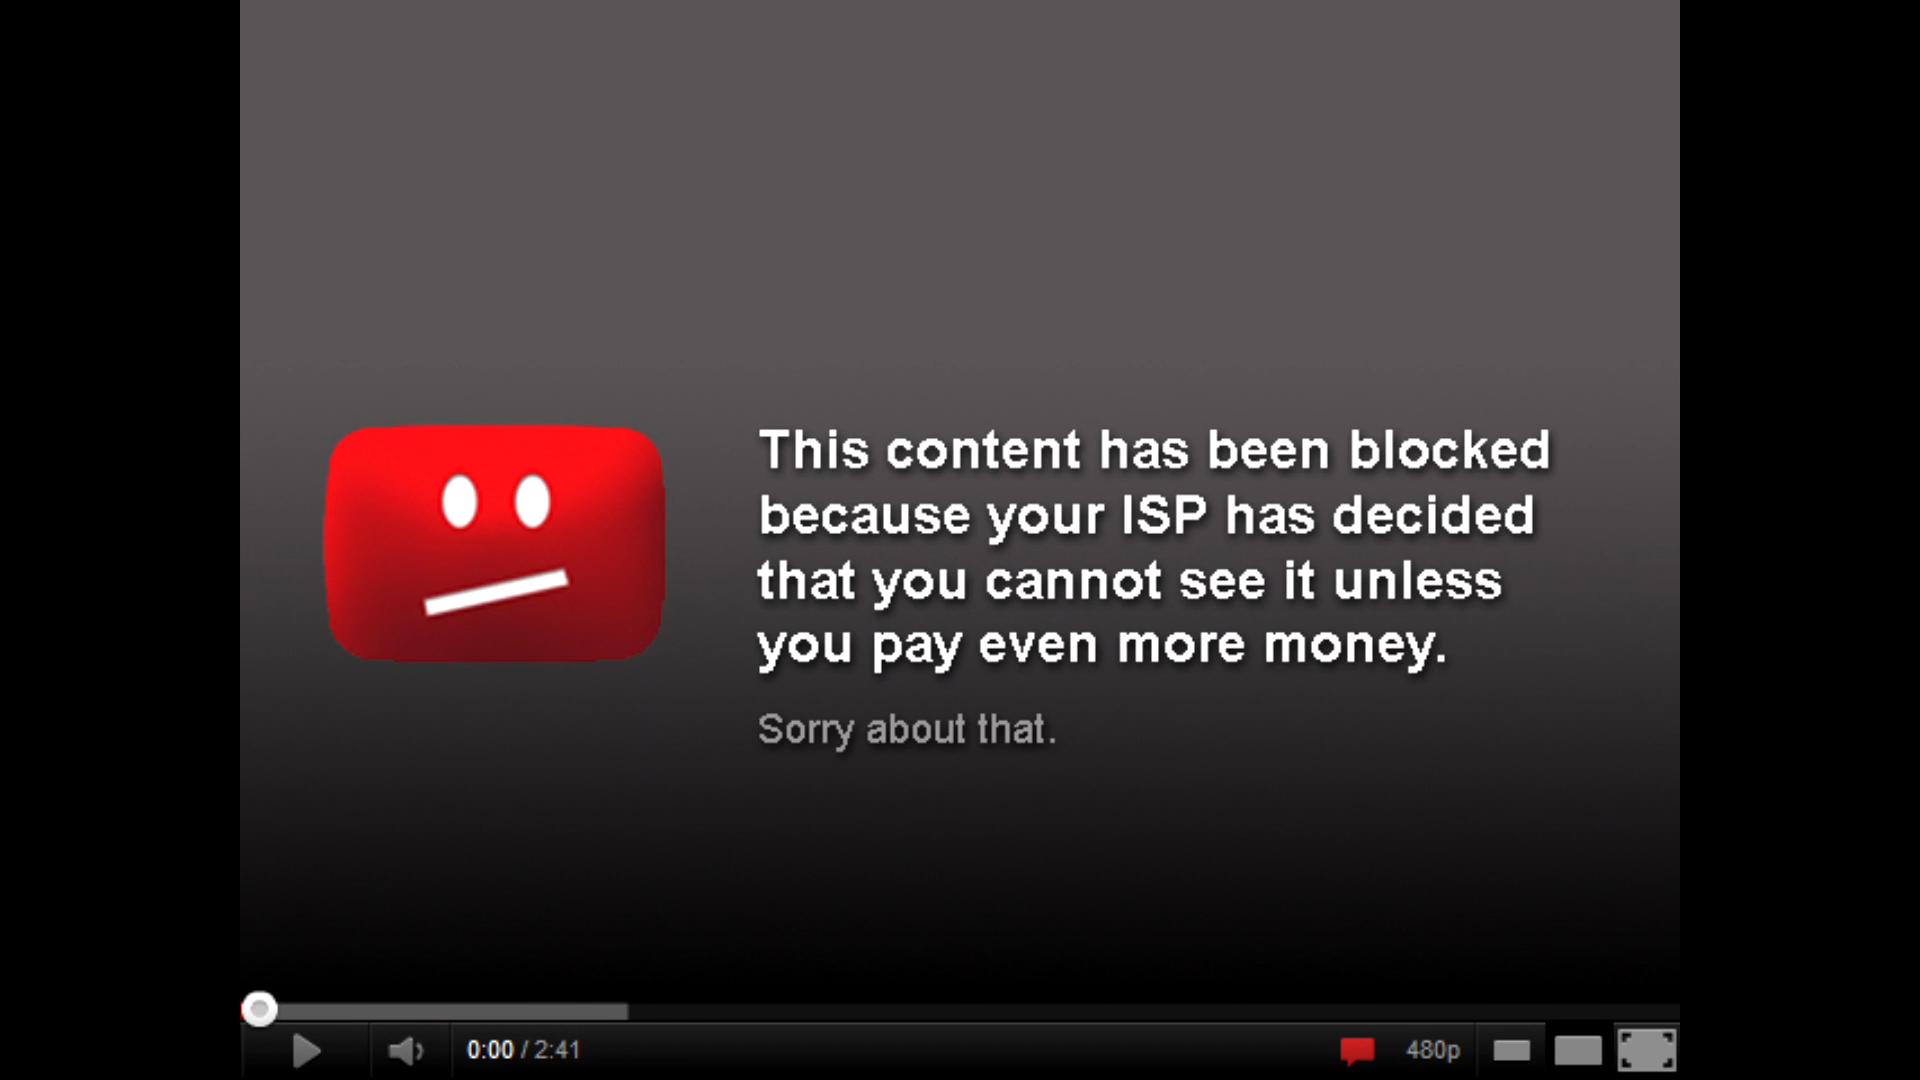 This content has been blocked
because your ISP has decided
that you cannot see it unless
you pay even more money.
Sorry about that.
0:00 / 2:41
480p